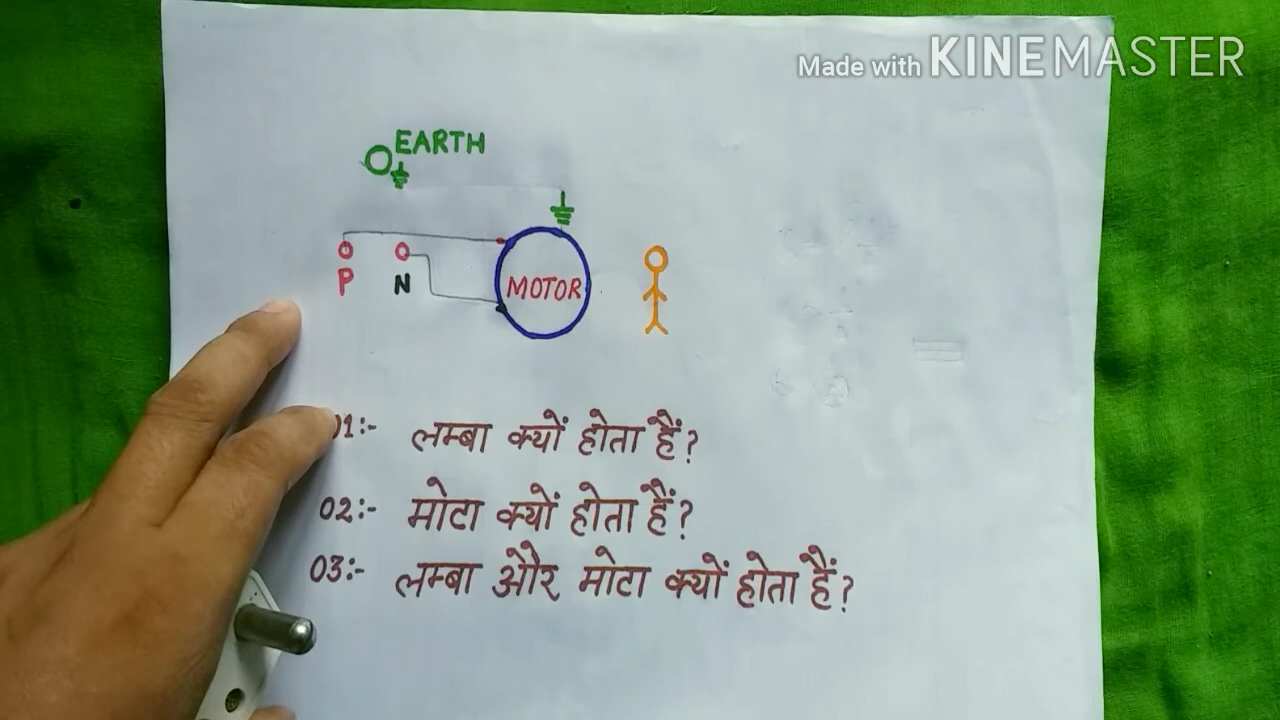 Made with KINEMASTER
EARTH
P N
MOTOR
01:- लम्बा क्यों होता हैं?
02:- मोटा क्यों होता हैं?
03:- लम्बा और मोटा क्यों होता हैं?